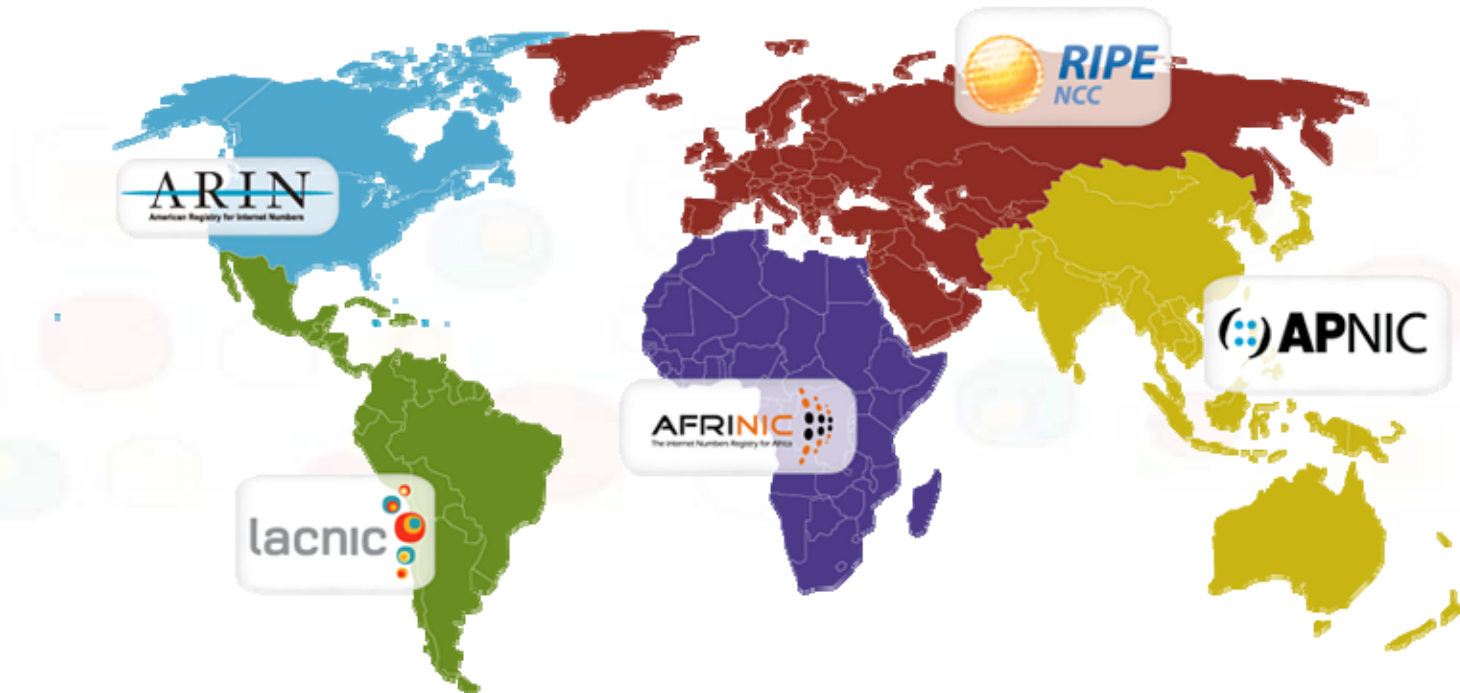 RIPE
NCC
ARIN
American Registry for Internet Numbers
APNIC
AFRINIC
The Internet Numbers Registry for Africa
lacnic